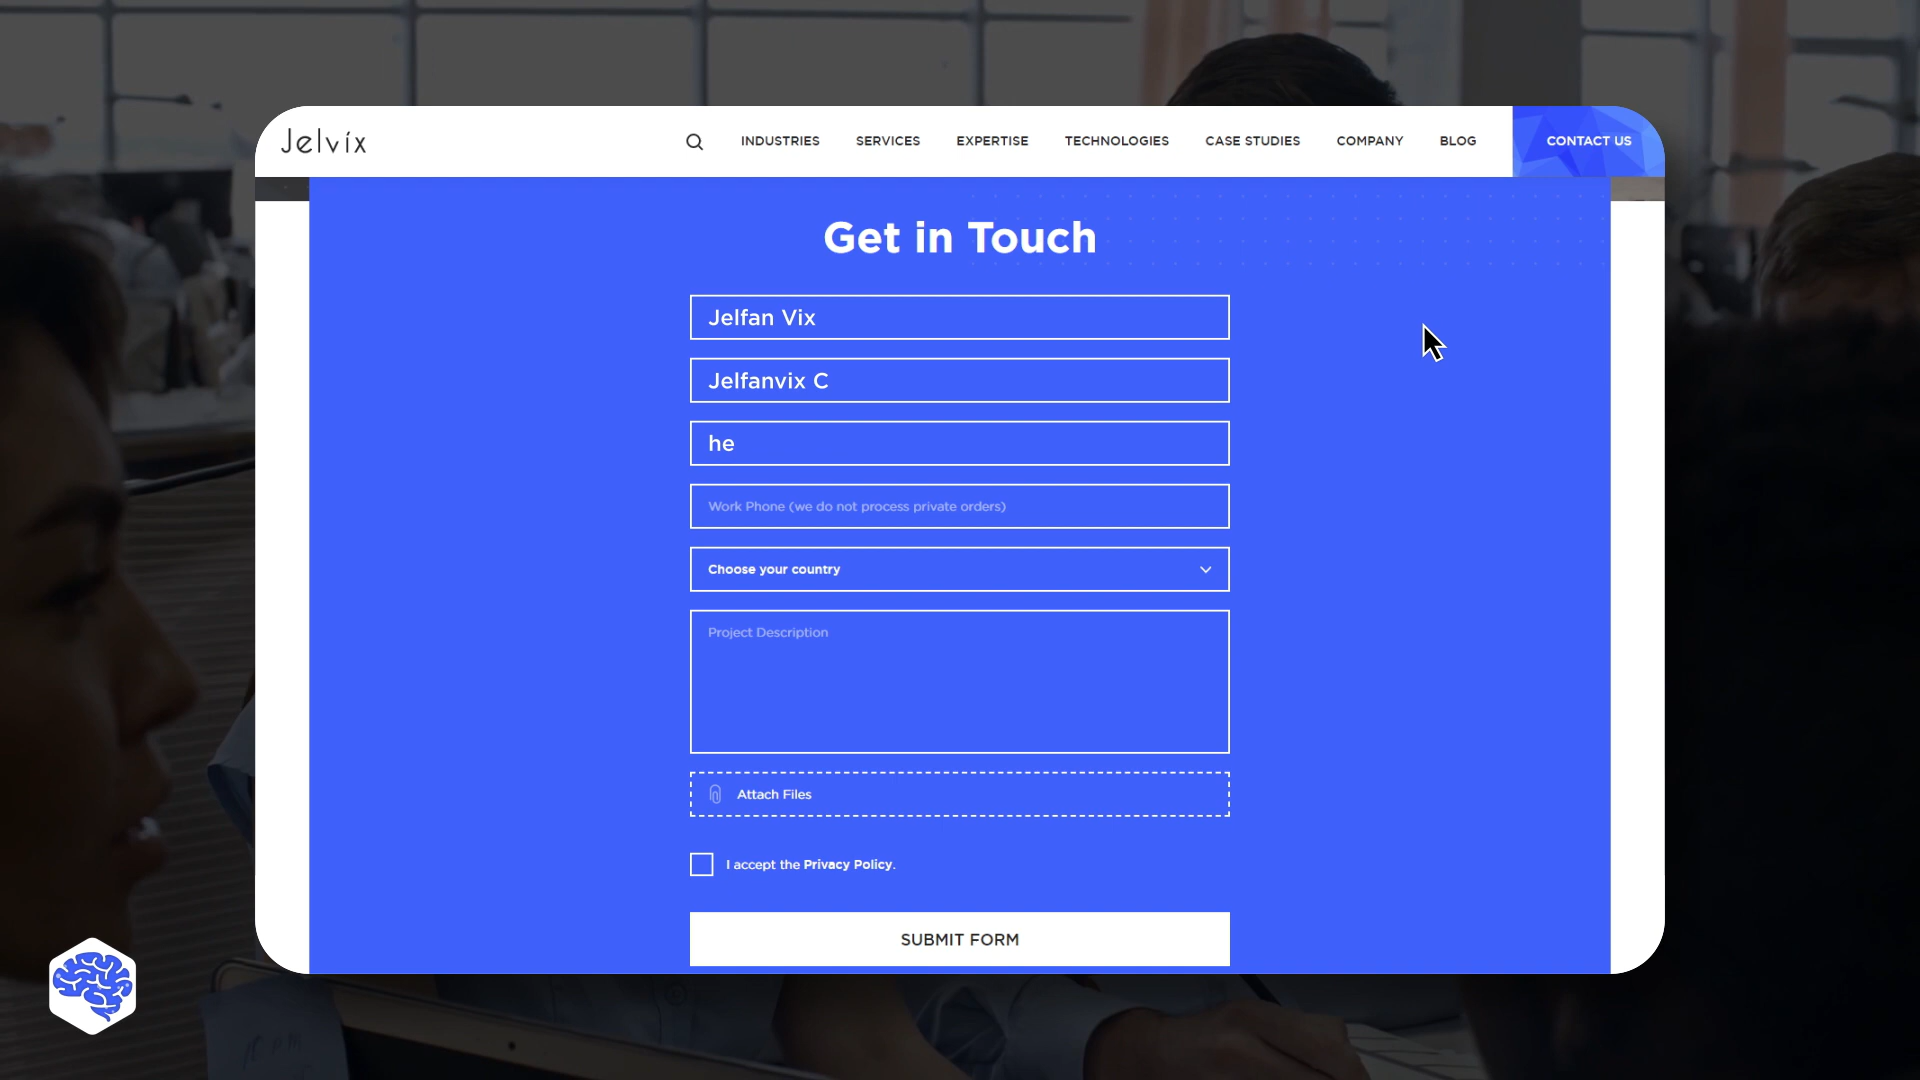 Jelvix
INDUSTRIES
SERVICES
EXPERTISE
TECHNOLOGIES
CASE STUDIES
COMPANY
BLOG
CONTACT US
Get in Touch
Jelfan Vix
Jelfanvix C
he
Work Phone (we do not process private orders)
Choose your country
Project Description
Attach Files
I accept the Privacy Policy.
SUBMIT FORM